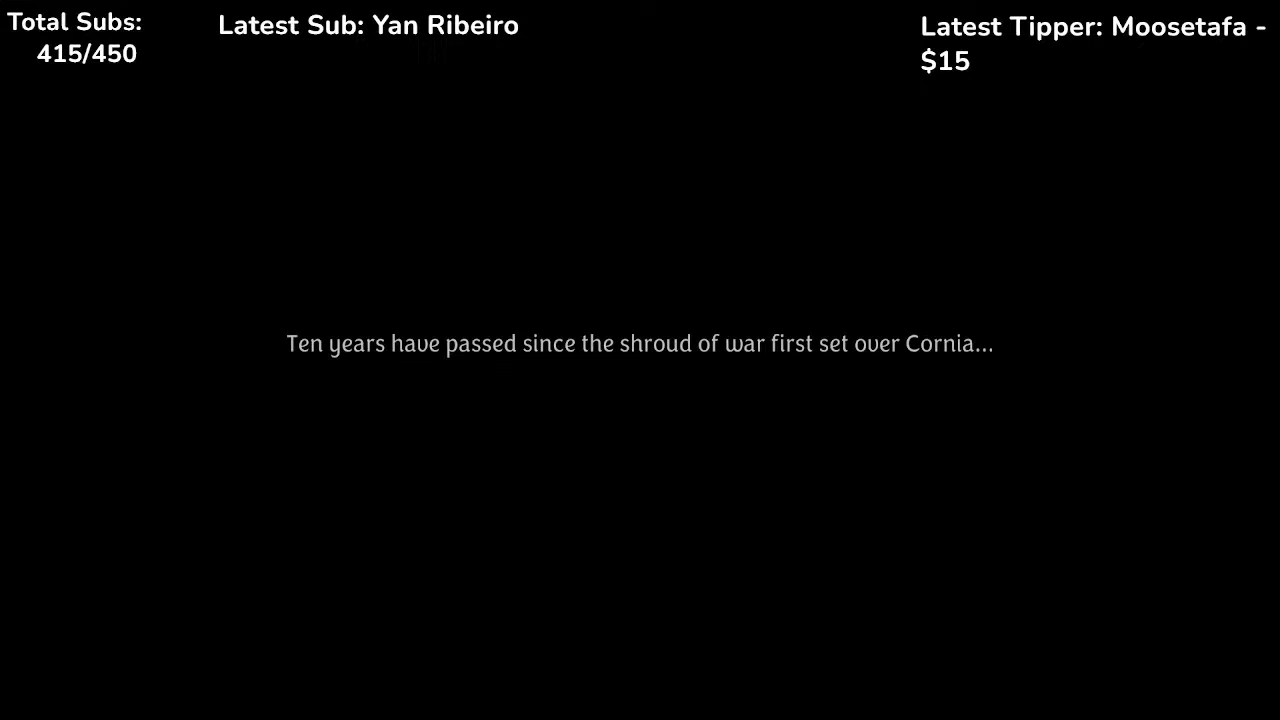 Total Subs:
415/450
Latest Sub: Yan Ribeiro
Latest Tipper: Moosetafa -
$15
Ten years have passed since the shroud of war first set over Cornia...